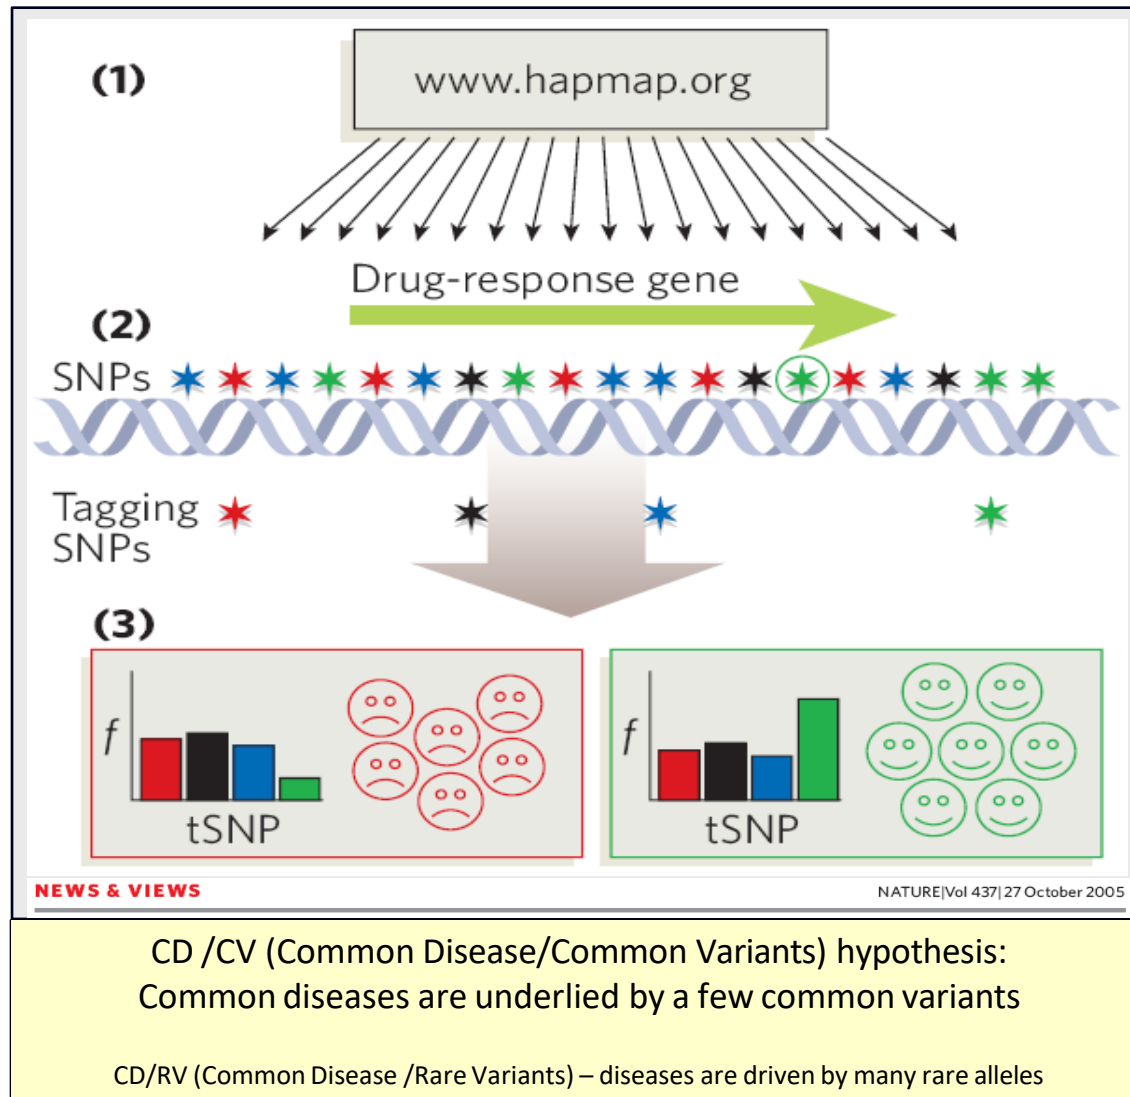 (1)
www.hapmap.org
Drug-response gene
(2)
SNPs
Tagging
SNPs
(3)
f
tSNP
f
tSNP
NEWS & VIEWS
NATURE|Vol 437|27 October 2005
CD /CV (Common Disease/Common Variants) hypothesis:
Common diseases are underlied by a few common variants
CD/RV (Common Disease /Rare Variants) – diseases are driven by many rare alleles